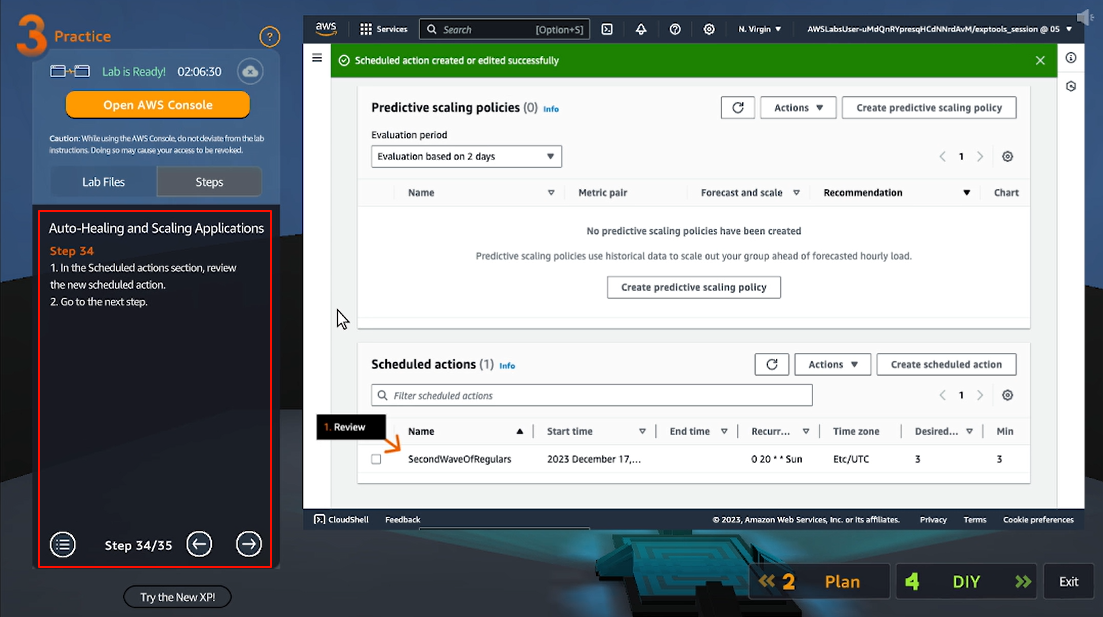 3 Practice
?
Lab is Ready! 02:06:30
Open AWS Console
Caution: While using the AWS Console, do not deviate from the lab
instructions. Doing so may cause your access to be revoked.
Lab Files Steps
Auto-Healing and Scaling Applications
Step 34
1. In the Scheduled actions section, review
the new scheduled action.
2. Go to the next step.
Step 34/35
Try the New XP!
aws Services Search [Option+S] N. Virgin AWSLabsUser-uMdQnRYpresqHCdNNrdAvM/exptools_session @ 05
Scheduled action created or edited successfully
Predictive scaling policies (0) Info Actions Create predictive scaling policy
Evaluation period
Evaluation based on 2 days 1
Name Metric pair Forecast and scale Recommendation Chart
No predictive scaling policies have been created
Predictive scaling policies use historical data to scale out your group ahead of forecasted hourly load.
Create predictive scaling policy
Scheduled actions (1) Info Actions Create scheduled action
Filter scheduled actions 1
1. Review
Name Start time End time Recurr... Time zone Desired... Min
SecondWaveOfRegulars 2023 December 17,... 0 20 * * Sun Etc/UTC 3 3
CloudShell Feedback © 2023, Amazon Web Services, Inc. or its affiliates. Privacy Terms Cookie preferences
2 Plan 4 DIY Exit